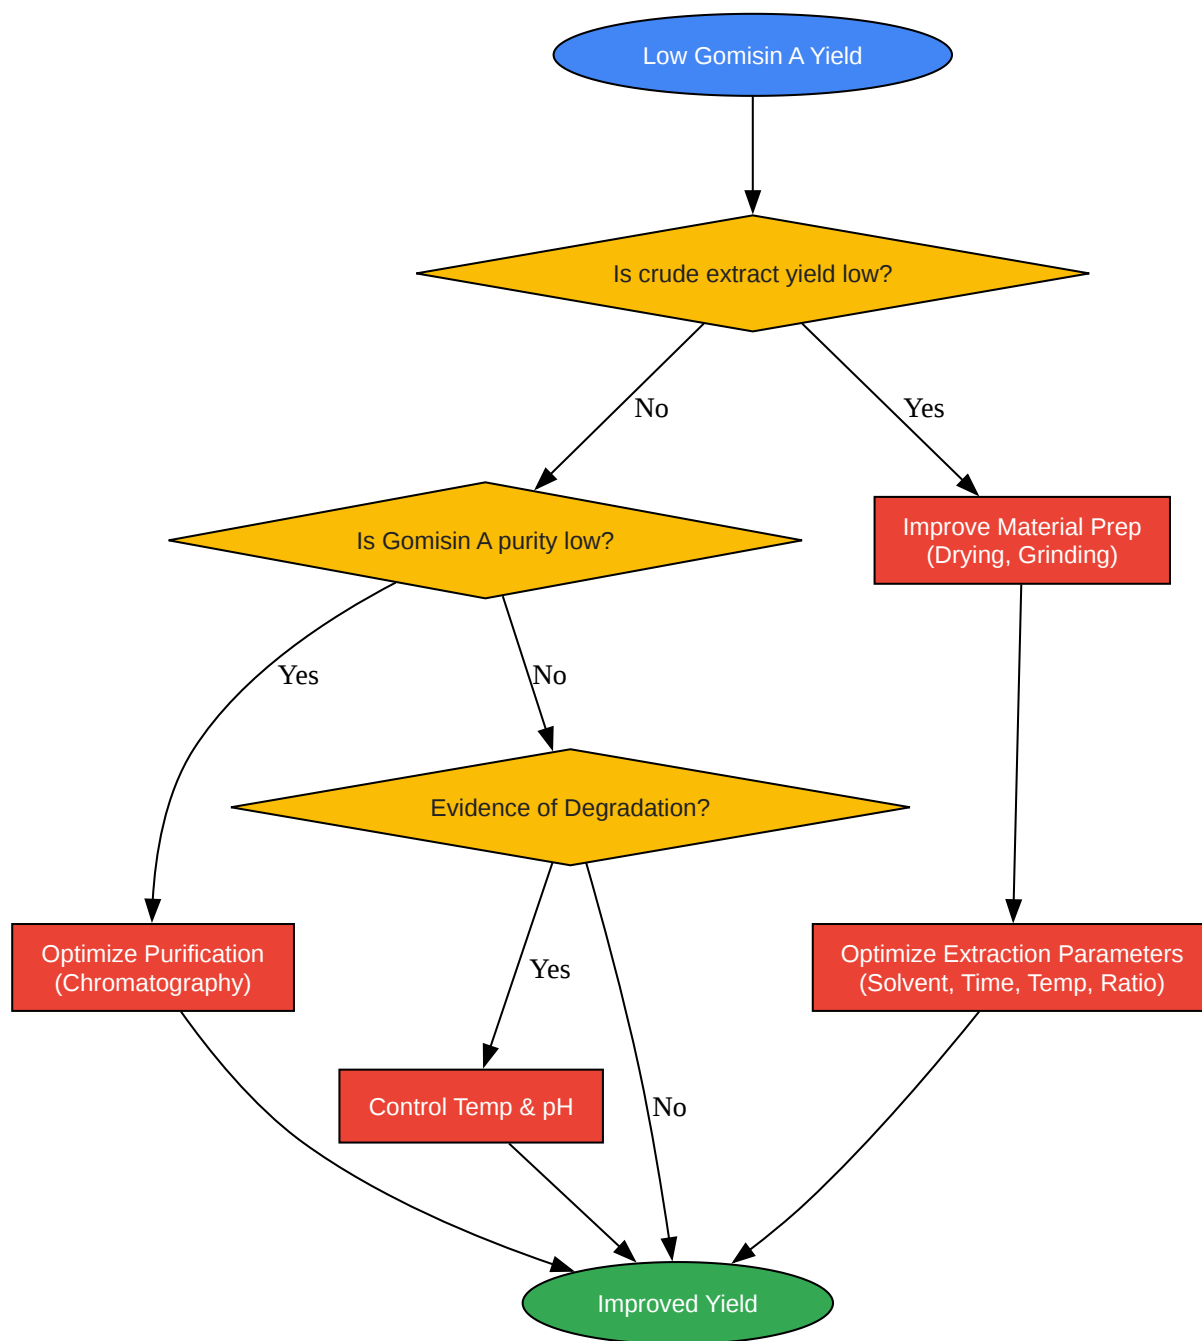 Low Gomisin A Yield
Is crude extract yield low?
No
Yes
Improve Material Prep
(Drying, Grinding)
Is Gomisin A purity low?
Yes
No
Evidence of Degradation?
Optimize Purification
(Chromatography)
Yes
Optimize Extraction Parameters
(Solvent, Time, Temp, Ratio)
Control Temp & pH
No
Improved Yield